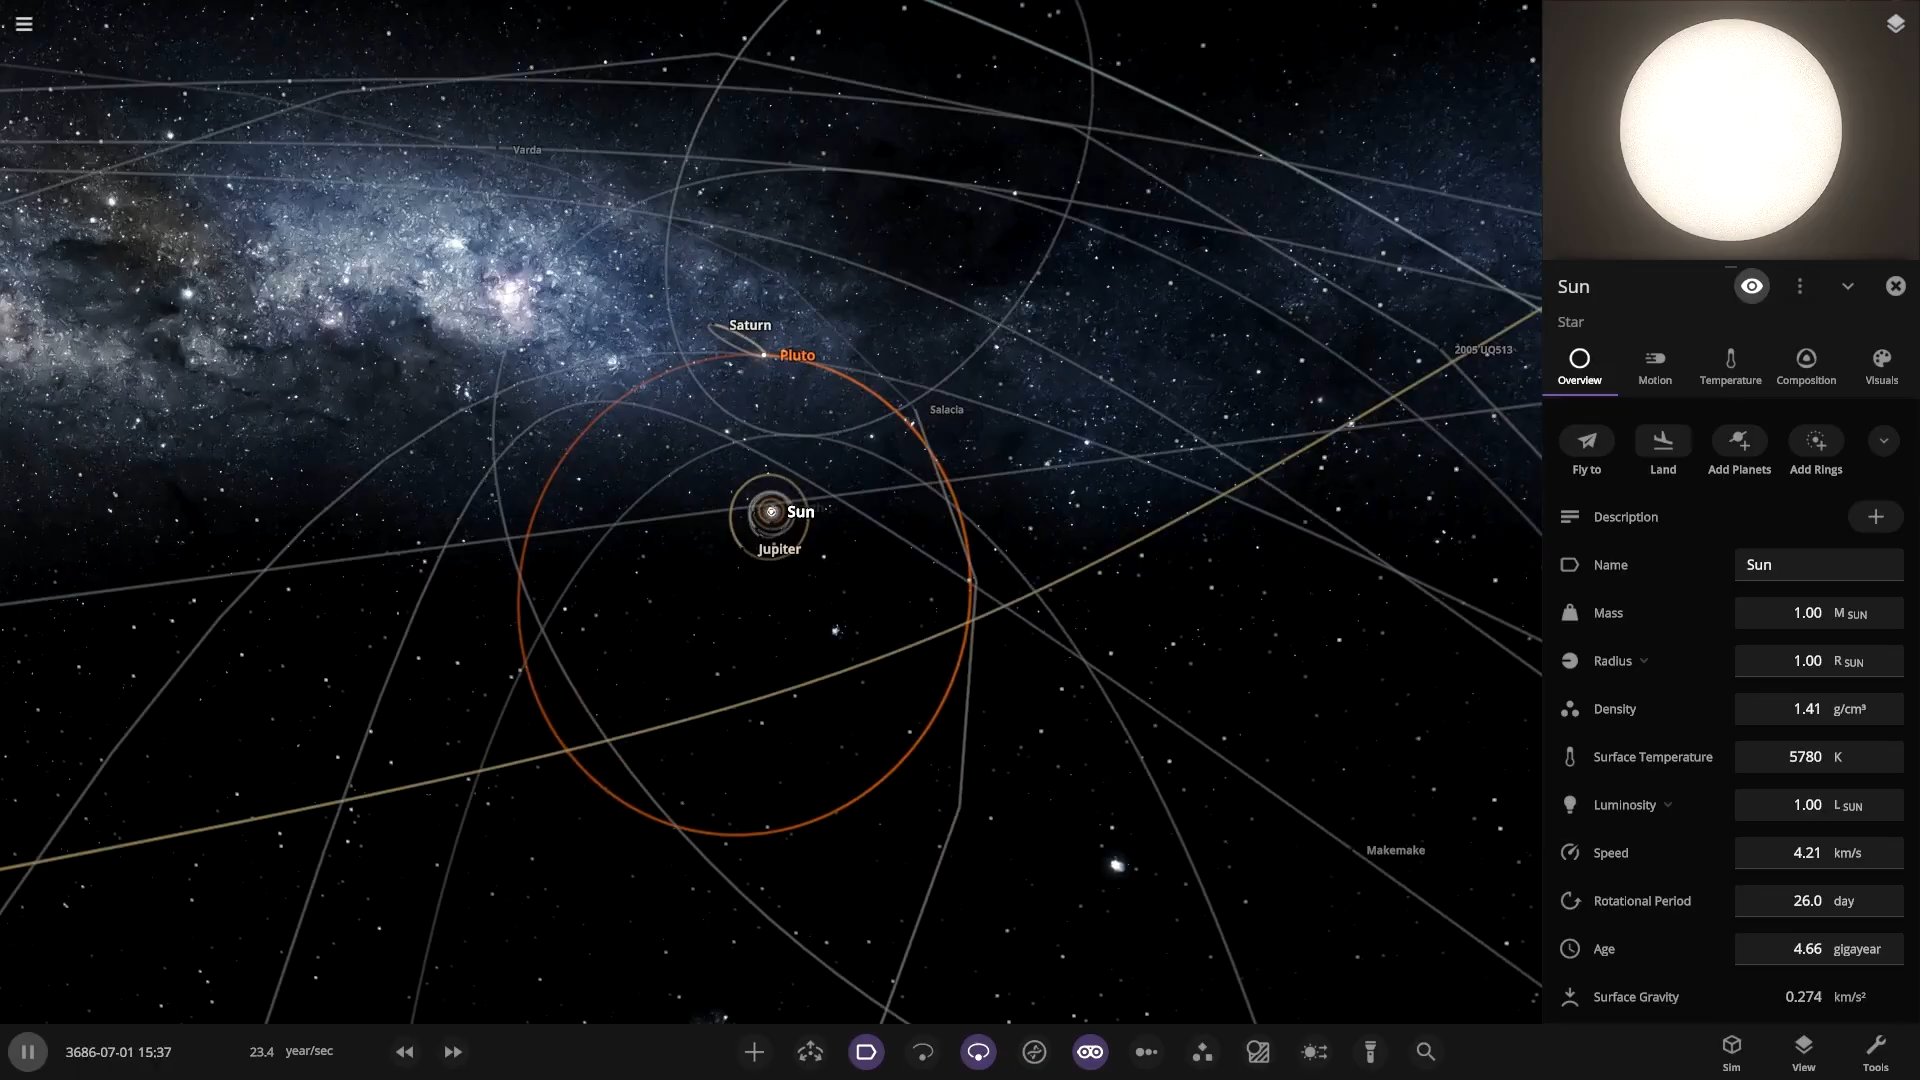 Varda
Saturn
Pluto
2005 UQ513
Salacia
Sun
Jupiter
Makemake
Sun
Star
Overview
Motion
Temperature
Composition
Visuals
Fly to
Land
Add Planets
Add Rings
Description
Name Sun
Mass 1.00 M SUN
Radius 1.00 R SUN
Density 1.41 g/cm³
Surface Temperature 5780 K
Luminosity 1.00 L SUN
Speed 4.21 km/s
Rotational Period 26.0 day
Age 4.66 gigayear
Surface Gravity 0.274 km/s²
3686-07-01 15:37 23.4 year/sec
Sim
View
Tools